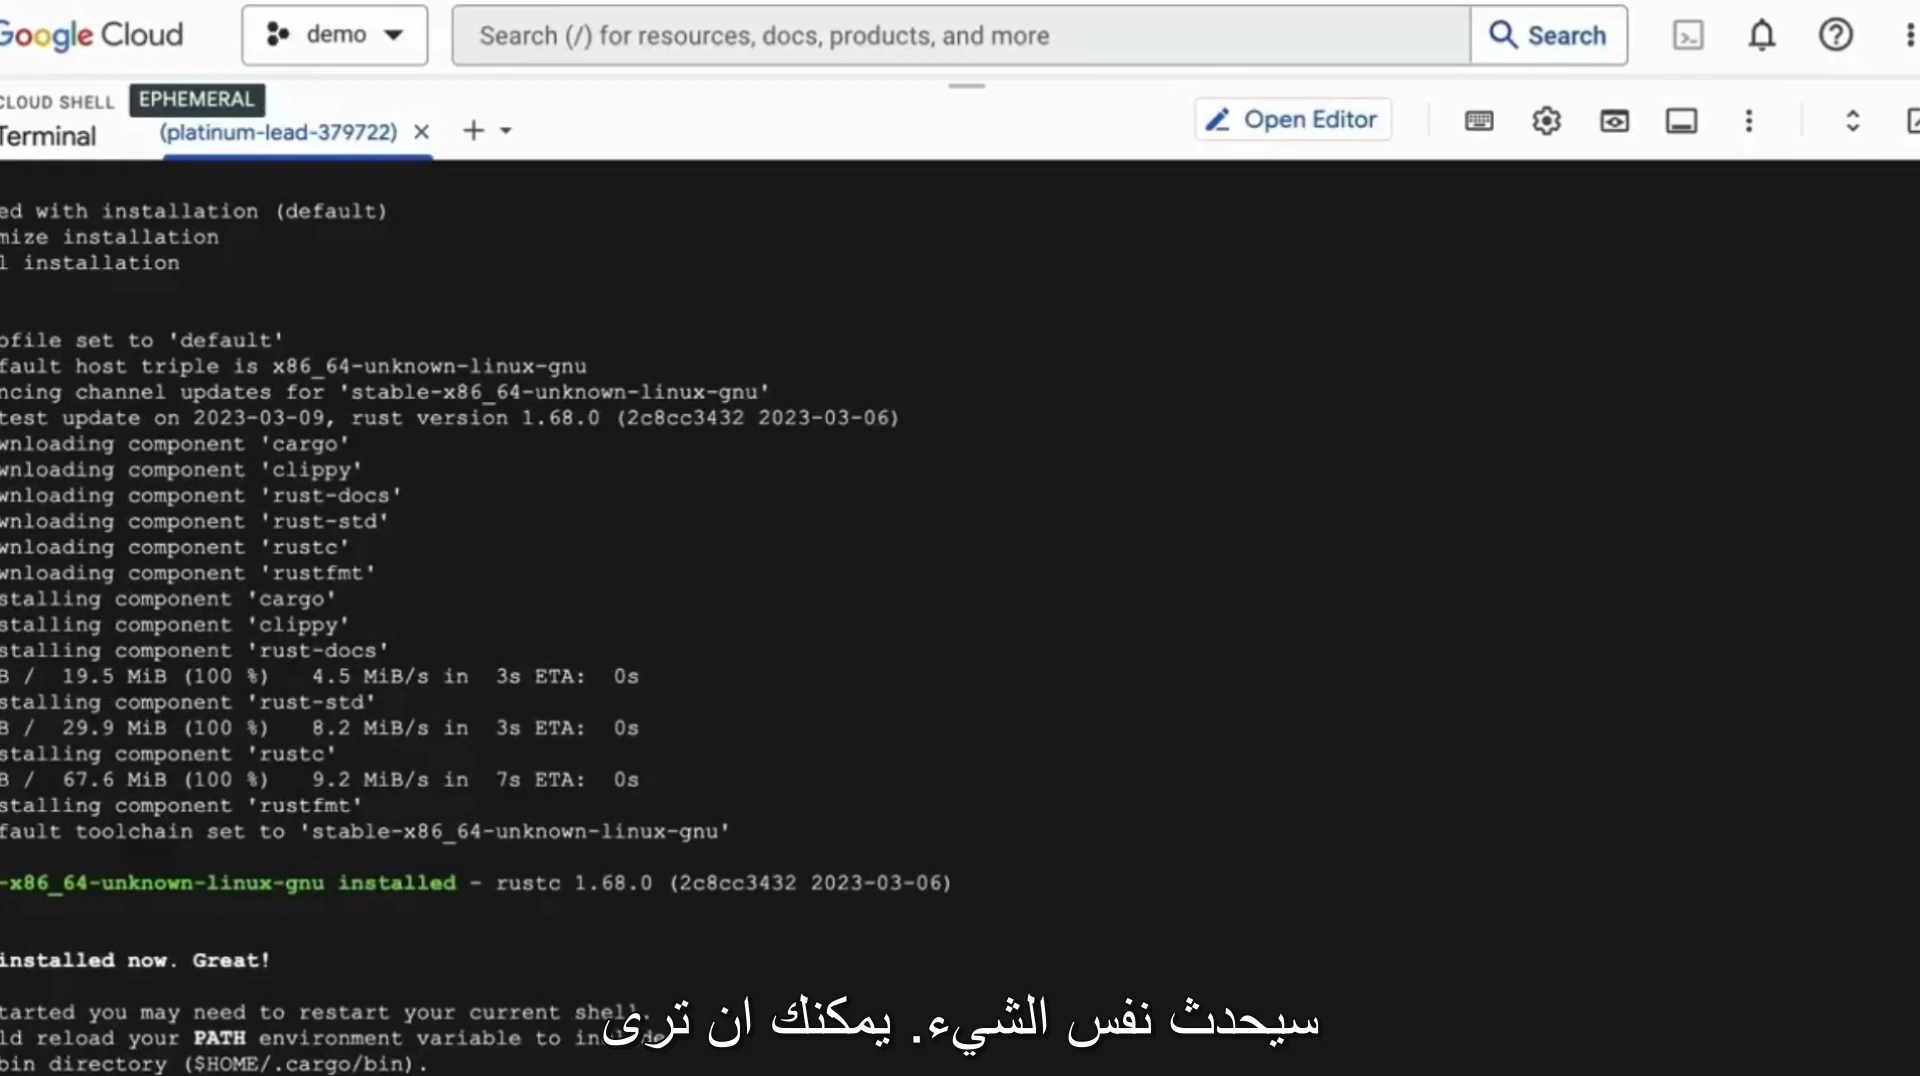 Google Cloud
demo
Search (/) for resources, docs, products, and more
Search
CLOUD SHELL
EPHEMERAL
Terminal
(platinum-lead-379722)
Open Editor
ed with installation (default)
mize installation
l installation
ofile set to 'default'
fault host triple is x86_64-unknown-linux-gnu
ncing channel updates for 'stable-x86_64-unknown-linux-gnu'
test update on 2023-03-09, rust version 1.68.0 (2c8cc3432 2023-03-06)
wnloading component 'cargo'
wnloading component 'clippy'
wnloading component 'rust-docs'
wnloading component 'rust-std'
wnloading component 'rustc'
wnloading component 'rustfmt'
stalling component 'cargo'
stalling component 'clippy'
stalling component 'rust-docs'
B / 19.5 MiB (100 %) 4.5 MiB/s in 3s ETA: 0s
stalling component 'rust-std'
B / 29.9 MiB (100 %) 8.2 MiB/s in 3s ETA: 0s
stalling component 'rustc'
B / 67.6 MiB (100 %) 9.2 MiB/s in 7s ETA: 0s
stalling component 'rustfmt'
fault toolchain set to 'stable-x86_64-unknown-linux-gnu'
-x86_64-unknown-linux-gnu installed - rustc 1.68.0 (2c8cc3432 2023-03-06)
installed now. Great!
tarted you may need to restart your current shell.
ld reload your PATH environment variable to include
bin directory ($HOME/.cargo/bin).
سيحدث نفس الشيء. يمكنك ان ترى